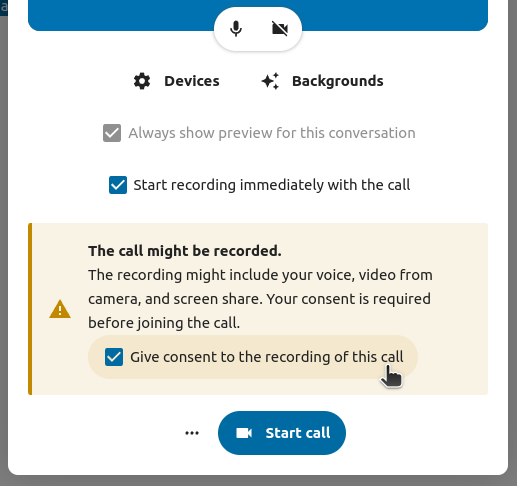 Devices Backgrounds
Always show preview for this conversation
Start recording immediately with the call
The call might be recorded.
The recording might include your voice, video from
camera, and screen share. Your consent is required
before joining the call.
Give consent to the recording of this call
... Start call